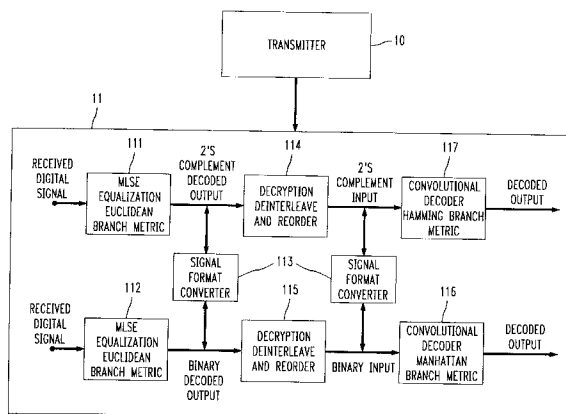 TRANSMITTER
10
11
111
114
117
RECEIVED
DIGITAL
SIGNAL
MLSE
EQUALIZATION
EUCLIDEAN
BRANCH METRIC
2'S
COMPLEMENT
DECODED
OUTPUT
DECRYPTION
DEINTERLEAVE
AND REORDER
2'S
COMPLEMENT
INPUT
CONVOLUTIONAL
DECODER
HAMMING BRANCH
METRIC
DECODED
OUTPUT
SIGNAL
FORMAT
CONVERTER
113
SIGNAL
FORMAT
CONVERTER
112
115
116
RECEIVED
DIGITAL
SIGNAL
MLSE
EQUALIZATION
EUCLIDEAN
BRANCH METRIC
BINARY
DECODED
OUTPUT
DECRYPTION
DEINTERLEAVE
AND REORDER
BINARY INPUT
CONVOLUTIONAL
DECODER
MANHATTAN
BRANCH METRIC
DECODED
OUTPUT